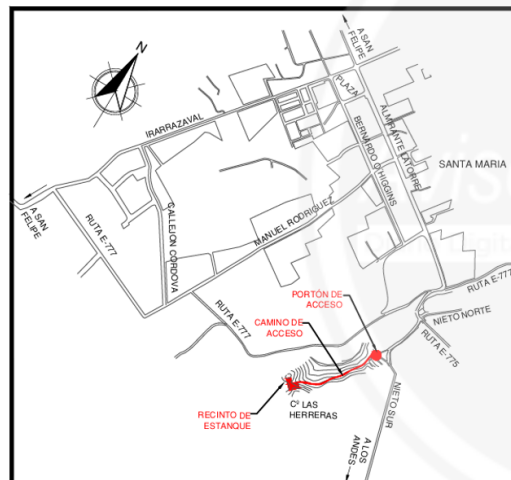 N
A SAN
FELIPE
PLAZA
IRARRAZAVAL
ALMIRANTE LATORRE
BERNARDO O'HIGGINS
SANTA MARIA
A SAN
FELIPE
RUTA E-777
CALLEJON CORDOVA
MANUEL RODRIGUEZ
RUTA E-777
PORTÓN DE
ACCESO
RUTA E-777
NIETO NORTE
CAMINO DE
ACCESO
RUTA E-775
RECINTO DE
ESTANQUE
Cº LAS
HERRERAS
NIETO SUR
A LOS
ANDES